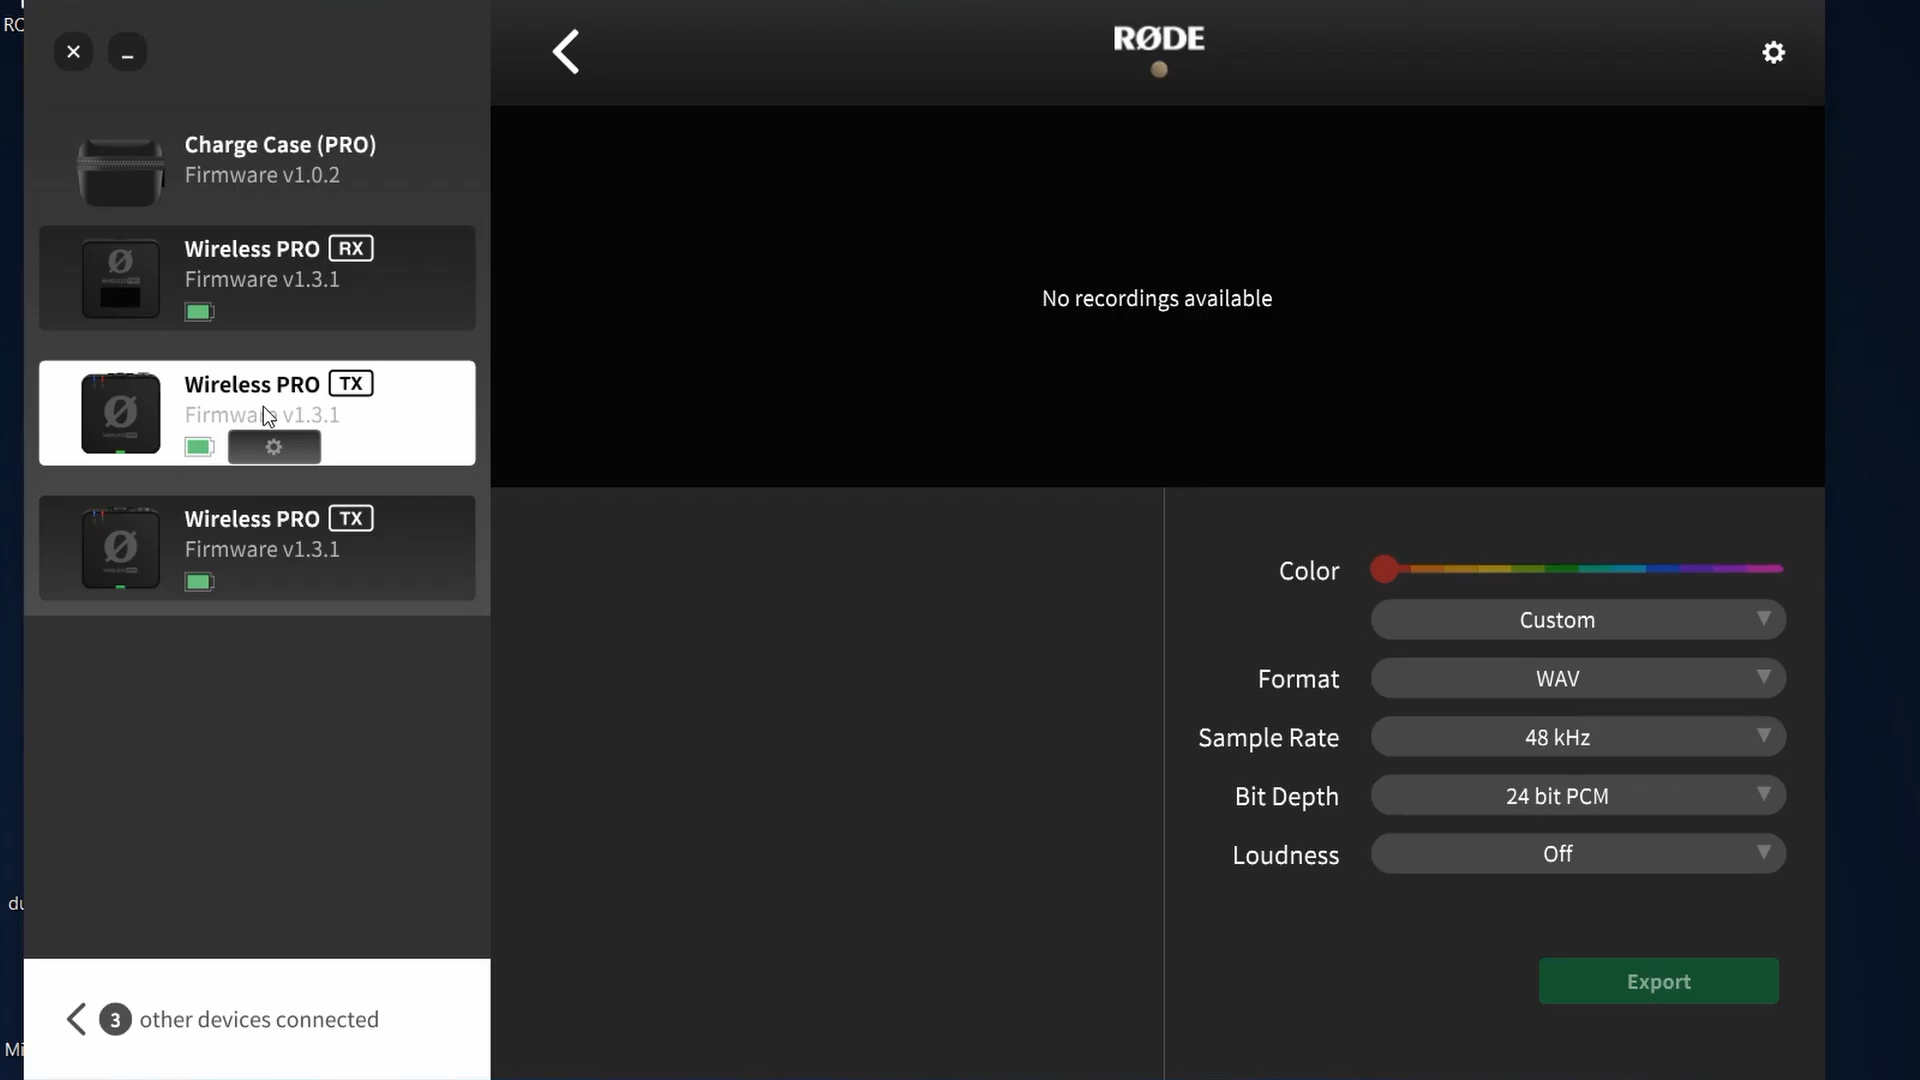 RØDE
Charge Case (PRO)
Firmware v1.0.2
Wireless PRO RX
Firmware v1.3.1
Wireless PRO TX
Firmware v1.3.1
Wireless PRO TX
Firmware v1.3.1
3 other devices connected
No recordings available
Color
Custom
Format WAV
Sample Rate 48 kHz
Bit Depth 24 bit PCM
Loudness Off
Export